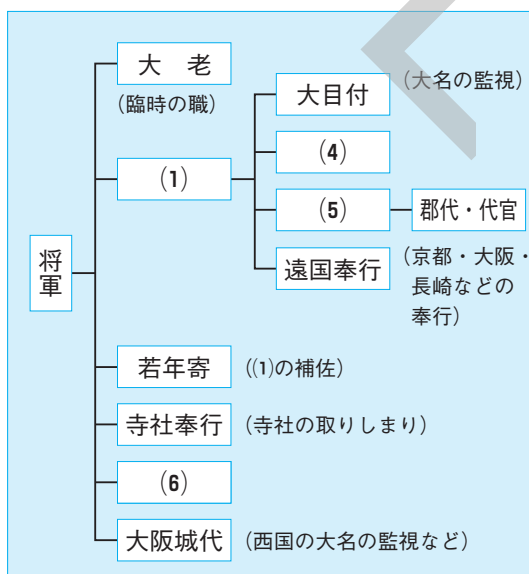 大　老
(臨時の職)
大目付
(大名の監視)
(1)
(4)
(5)
郡代・代官
遠国奉行
(京都・大阪・
長崎などの
奉行)
将軍
若年寄
((1)の補佐)
寺社奉行
(寺社の取りしまり)
(6)
大阪城代
(西国の大名の監視など)